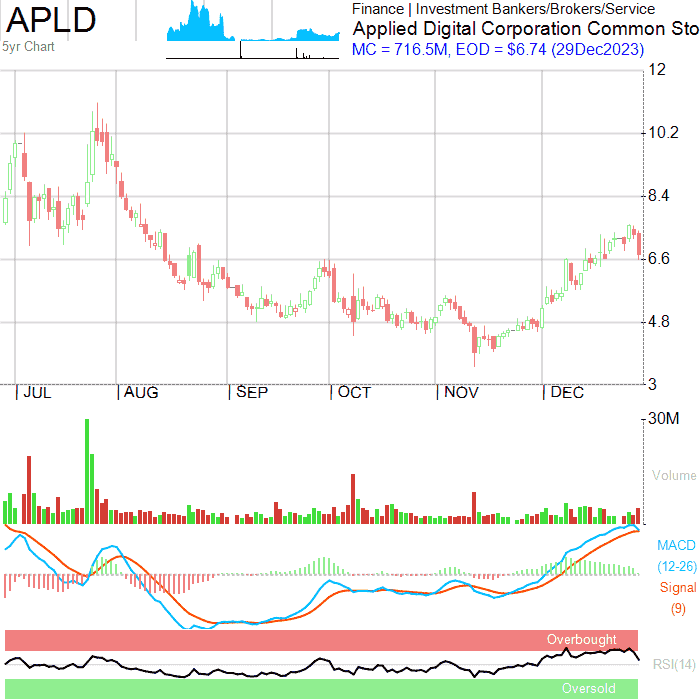 APLD
5yr Chart
Finance | Investment Bankers/Brokers/Service
Applied Digital Corporation Common Sto
MC = 716.5M, EOD = $6.74 (29Dec2023)
12
10.2
8.4
6.6
4.8
3
JUL AUG SEP OCT NOV DEC
30M
Volume
MACD
(12-26)
Signal
(9)
Overbought
RSI(14)
Oversold